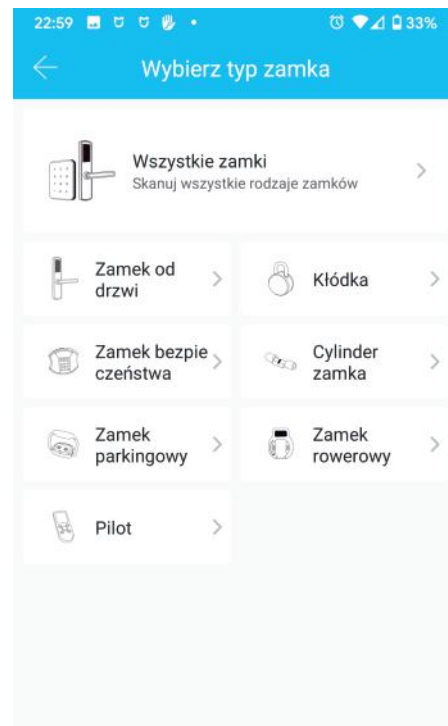 22:59 33%
Wybierz typ zamka
Wszystkie zamki
Skanuj wszystkie rodzaje zamków
Zamek od
drzwi
Kłódka
Zamek bezpie
czeństwa
Cylinder
zamka
Zamek
parkingowy
Zamek
rowerowy
Pilot